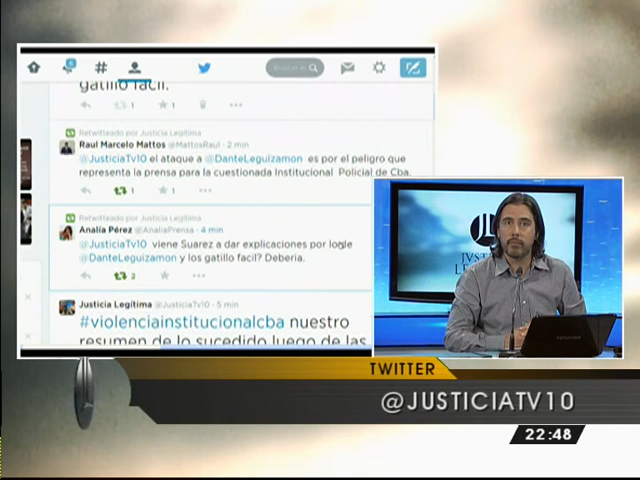 gatillo fácil.
1
1
Retwitteado por Justicia Legítima
Raul Marcelo Mattos @MattosRaul · 2 min
@JusticiaTv10 el ataque a @DanteLeguizamon es por el peligro que
representa la prensa para la cuestionada Institucional Policial de Cba.
1
1
Retwitteado por Justicia Legítima
Analía Pérez @AnaliaPrensa · 4 min
@JusticiaTv10 viene Suarez a dar explicaciones por logle
@DanteLeguizamon y los gatillo facil? Deberia.
2
Justicia Legítima @JusticiaTv10 · 5 min
#violenciainstitucionalcba nuestro
resumen de lo sucedido luego de las
TWITTER
@JUSTICIATV10
22:48